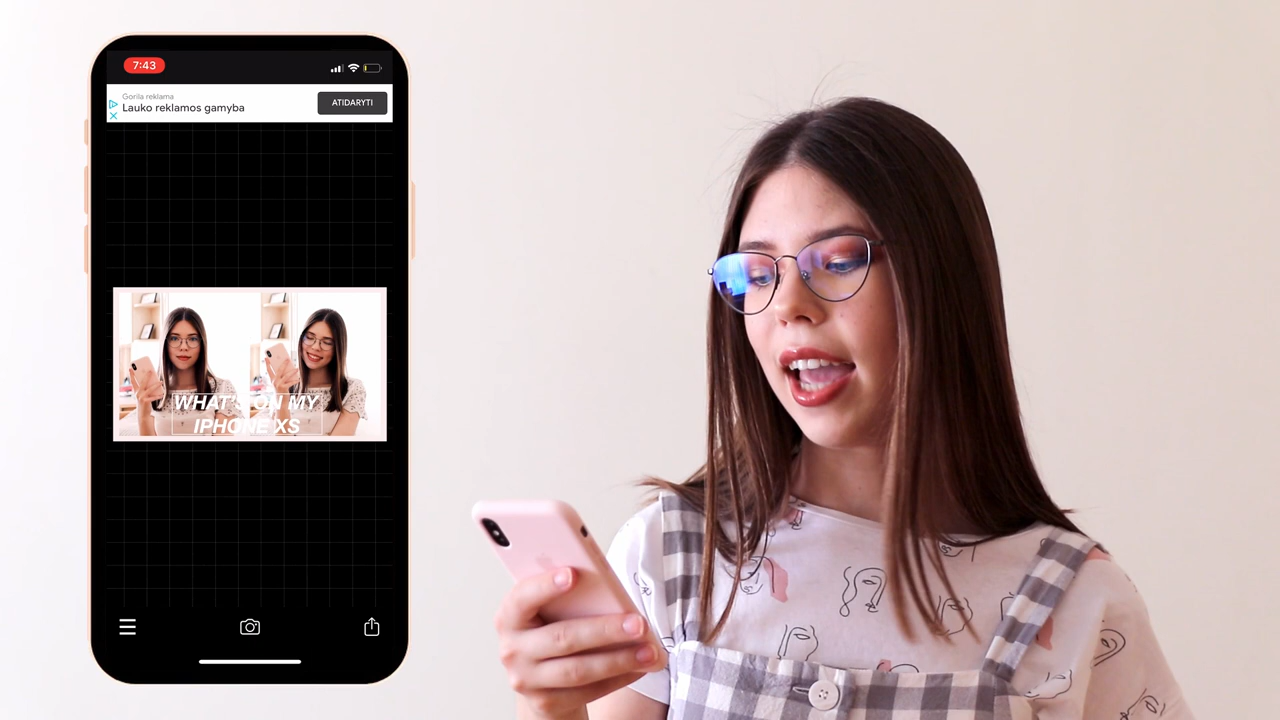 7:43
Gorila reklama
Lauko reklamos gamyba
ATIDARYTI
WHAT'S ON MY
IPHONE XS